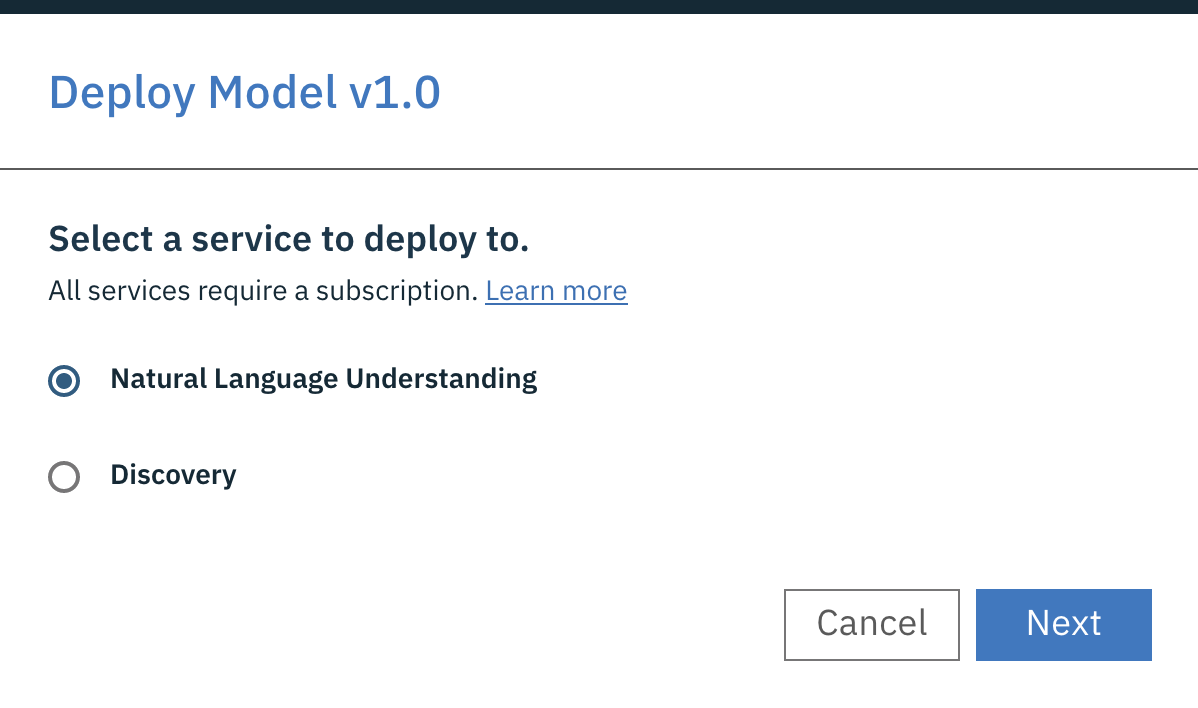 Deploy Model v1.0
Select a service to deploy to.
All services require a subscription. Learn more
Natural Language Understanding
Discovery
Cancel Next